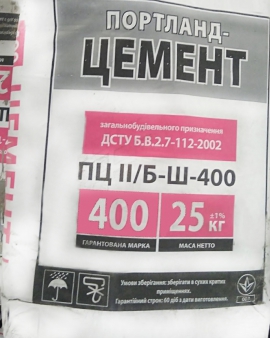 ПОРТЛАНД-
ЦЕМЕНТ
загальнобудівельного призначення
ДСТУ Б.В.2.7-112-2002
ПЦ II/Б-Ш-400
400 25 ±1% кг
ГАРАНТОВАНА МАРКА МАСА НЕТТО
Умови зберігання: зберігати в сухих критих
приміщеннях.
Гарантійний строк: 60 діб з дати виготовлення.